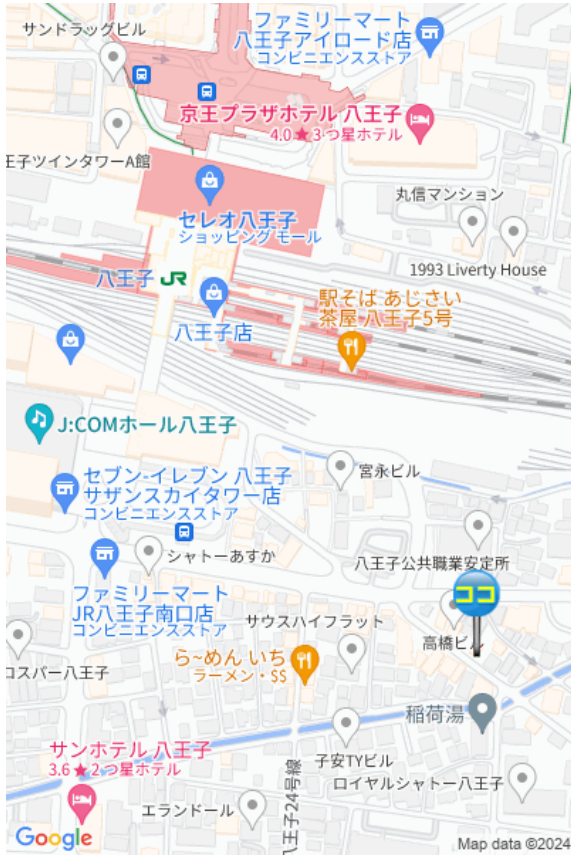 サンドラッグビル
ファミリーマート
八王子アイロード店
コンビニエンスストア
京王プラザホテル 八王子
4.0★3つ星ホテル
王子ツインタワーA館
丸信マンション
セレオ八王子
ショッピング モール
1993 Liverty House
八王子 JR
駅そば あじさい
茶屋 八王子5号
八王子店
J:COMホール八王子
セブン-イレブン 八王子
サザンスカイタワー店
コンビニエンスストア
宮永ビル
シャトーあすか
八王子公共職業安定所
ファミリーマート
JR八王子南口店
コンビニエンスストア
ココ
サウスハイフラット
高橋ビル
コスパー八王子
ら~めん いち
ラーメン・$$
稲荷湯
サンホテル 八王子
3.6★2つ星ホテル
子安TYビル
ロイヤルシャトー八王子
八王子24号線
エランドール
Google
Map data ©2024